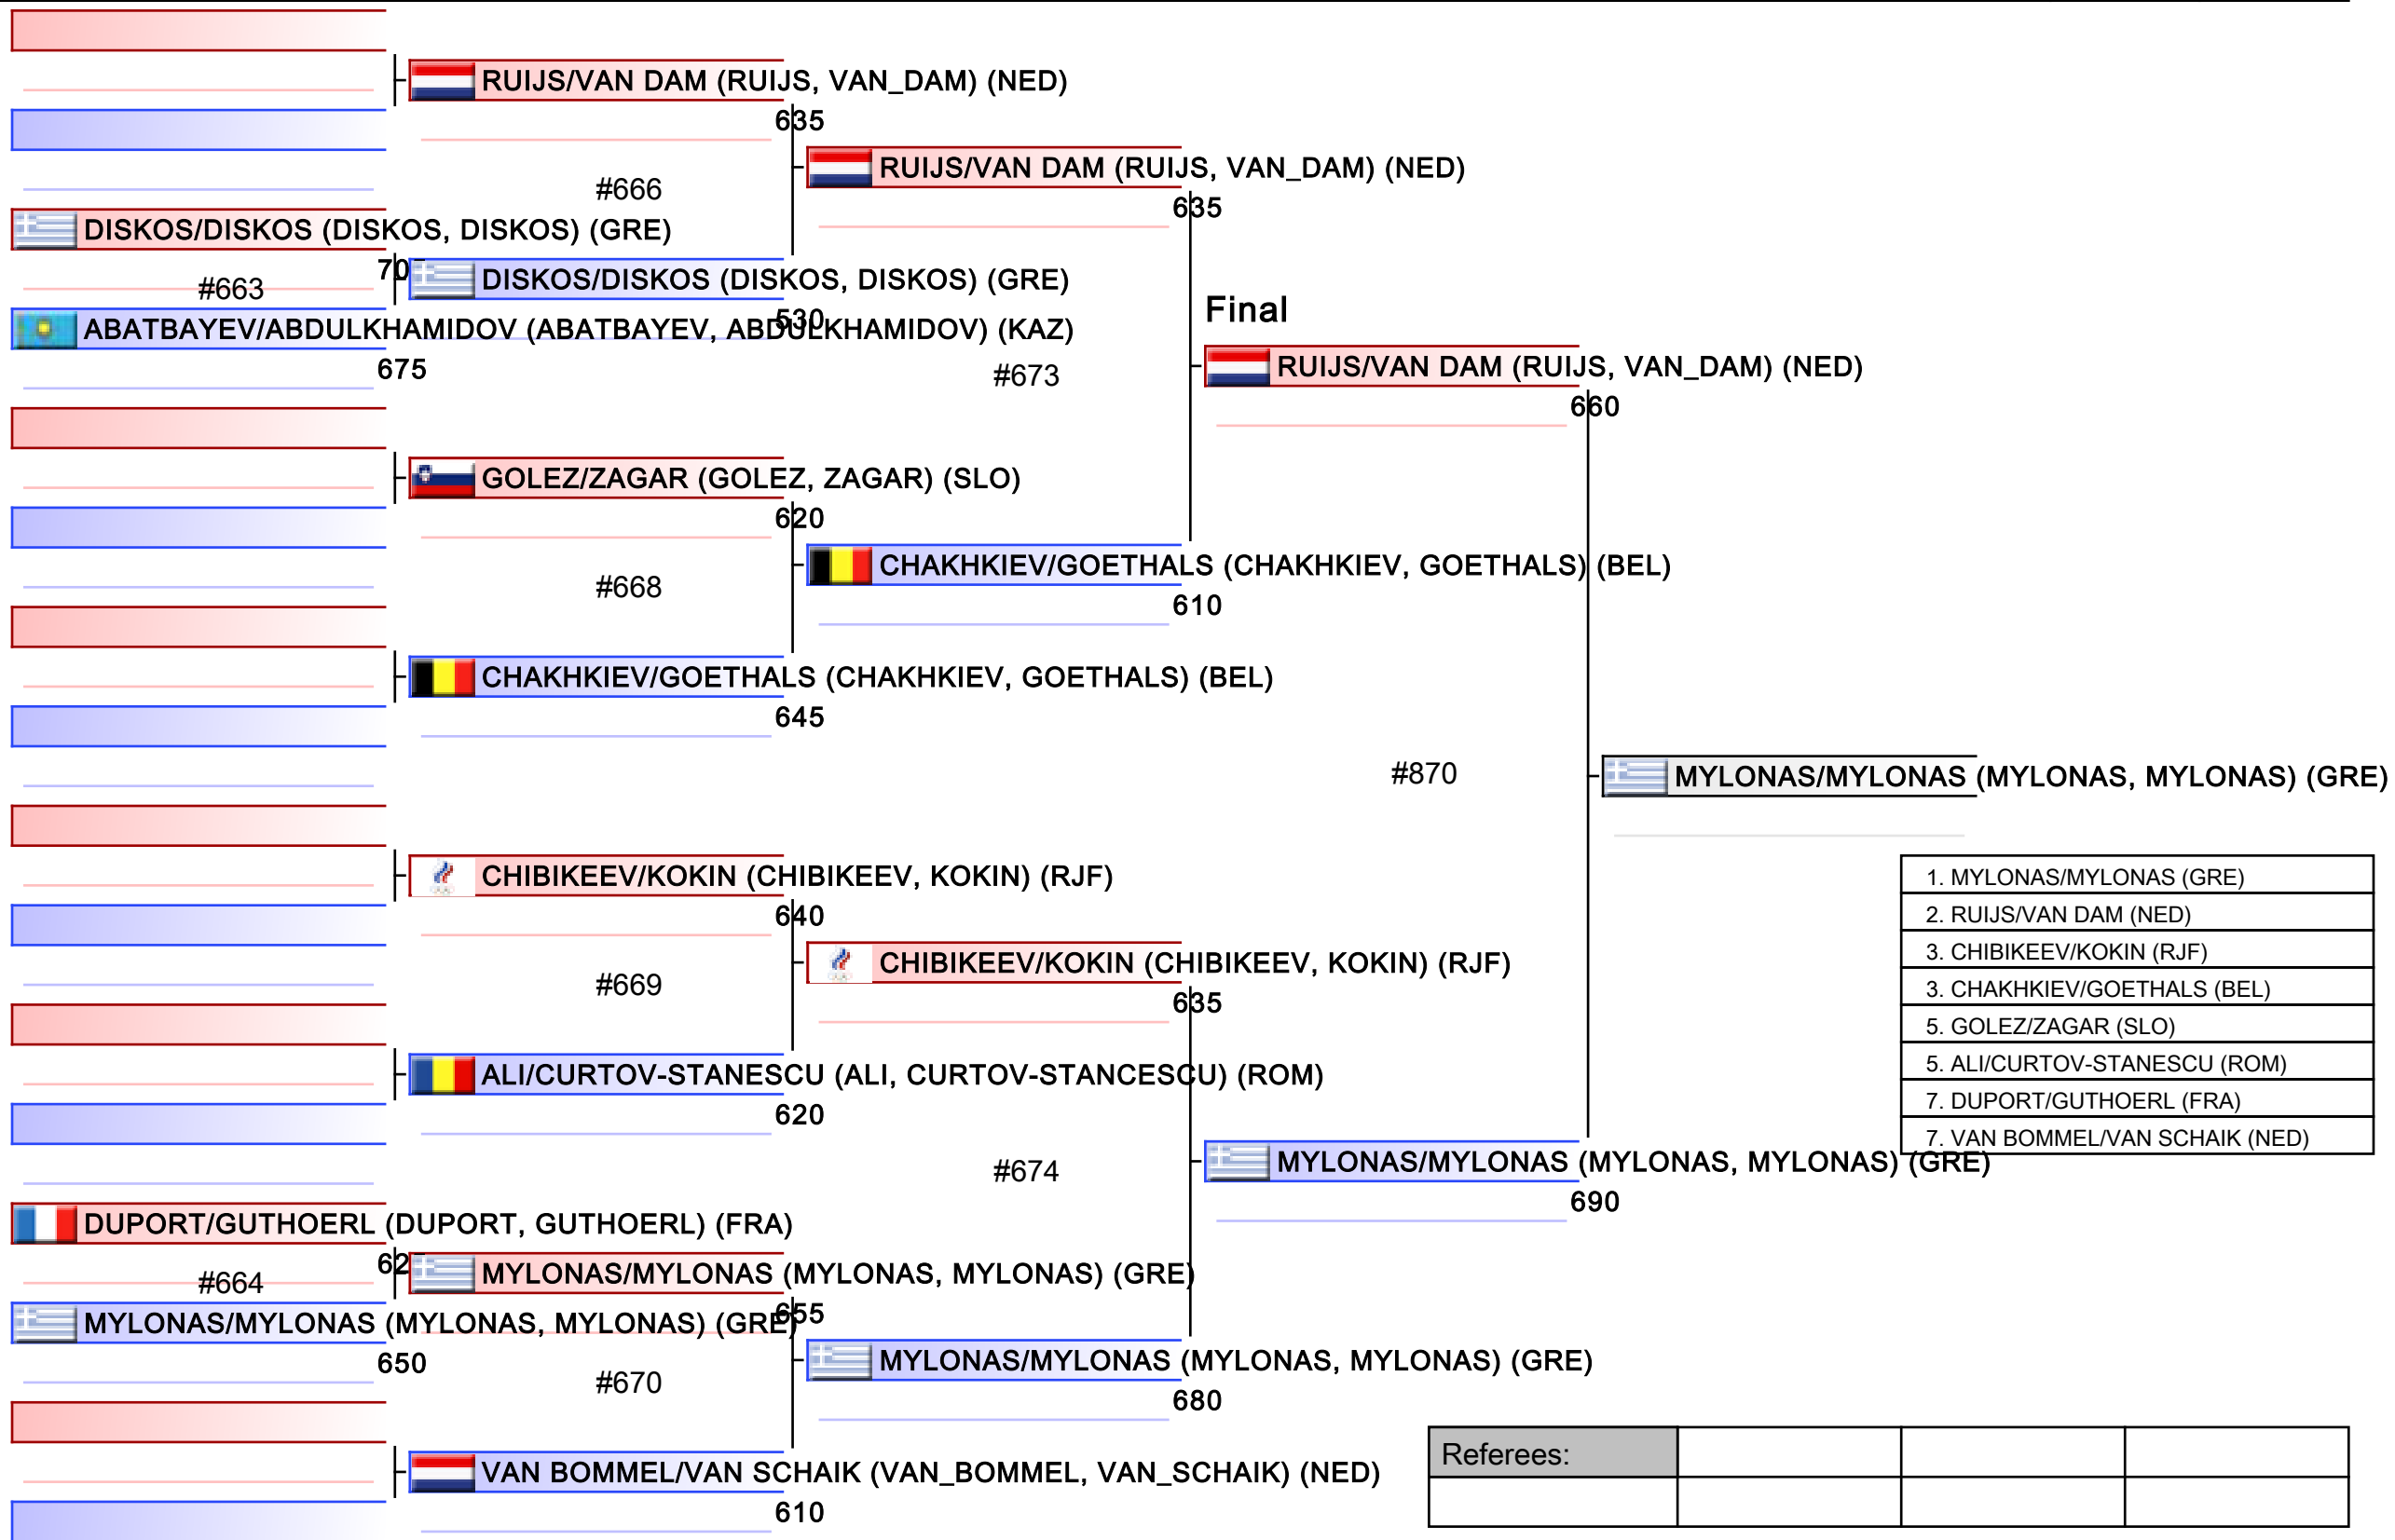 RUIJS/VAN DAM (RUIJS, VAN_DAM) (NED)
635
RUIJS/VAN DAM (RUIJS, VAN_DAM) (NED)
635
#666
DISKOS/DISKOS (DISKOS, DISKOS) (GRE)
#663
DISKOS/DISKOS (DISKOS, DISKOS) (GRE)
530
ABATBAYEV/ABDULKHAMIDOV (ABATBAYEV, ABDULKHAMIDOV) (KAZ)
675
Final
RUIJS/VAN DAM (RUIJS, VAN_DAM) (NED)
660
#673
GOLEZ/ZAGAR (GOLEZ, ZAGAR) (SLO)
620
CHAKHKIEV/GOETHALS (CHAKHKIEV, GOETHALS) (BEL)
610
#668
CHAKHKIEV/GOETHALS (CHAKHKIEV, GOETHALS) (BEL)
645
#870
MYLONAS/MYLONAS (MYLONAS, MYLONAS) (GRE)
CHIBIKEEV/KOKIN (CHIBIKEEV, KOKIN) (RJF)
640
CHIBIKEEV/KOKIN (CHIBIKEEV, KOKIN) (RJF)
635
#669
ALI/CURTOV-STANESCU (ALI, CURTOV-STANCESCU) (ROM)
620
1. MYLONAS/MYLONAS (GRE)
2. RUIJS/VAN DAM (NED)
3. CHIBIKEEV/KOKIN (RJF)
3. CHAKHKIEV/GOETHALS (BEL)
5. GOLEZ/ZAGAR (SLO)
5. ALI/CURTOV-STANESCU (ROM)
7. DUPORT/GUTHOERL (FRA)
7. VAN BOMMEL/VAN SCHAIK (NED)
#674
MYLONAS/MYLONAS (MYLONAS, MYLONAS) (GRE)
690
DUPORT/GUTHOERL (DUPORT, GUTHOERL) (FRA)
#664
MYLONAS/MYLONAS (MYLONAS, MYLONAS) (GRE)
655
MYLONAS/MYLONAS (MYLONAS, MYLONAS) (GRE)
650
#670
MYLONAS/MYLONAS (MYLONAS, MYLONAS) (GRE)
680
VAN BOMMEL/VAN SCHAIK (VAN_BOMMEL, VAN_SCHAIK) (NED)
610
Referees: